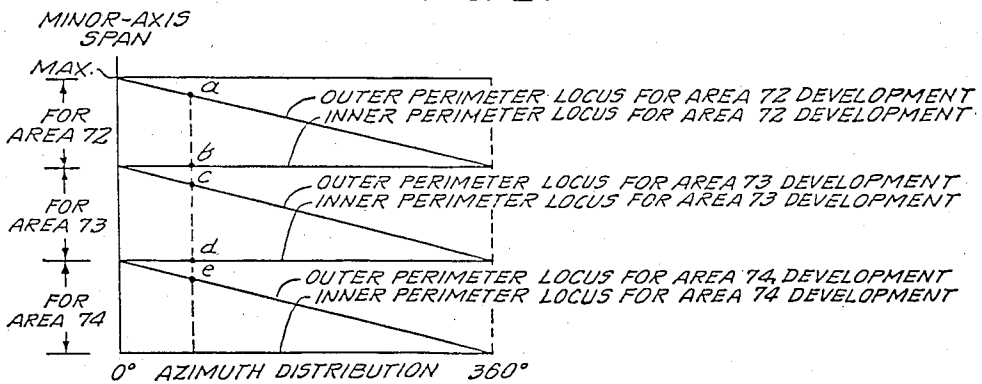 MINOR-AXIS
SPAN
MAX.
a
OUTER PERIMETER LOCUS FOR AREA 72 DEVELOPMENT
INNER PERIMETER LOCUS FOR AREA 72 DEVELOPMENT
FOR
AREA 72
b
c
OUTER PERIMETER LOCUS FOR AREA 73 DEVELOPMENT
INNER PERIMETER LOCUS FOR AREA 73 DEVELOPMENT
FOR
AREA 73
d
e
OUTER PERIMETER LOCUS FOR AREA 74 DEVELOPMENT
INNER PERIMETER LOCUS FOR AREA 74 DEVELOPMENT
FOR
AREA 74
0° AZIMUTH DISTRIBUTION 360°